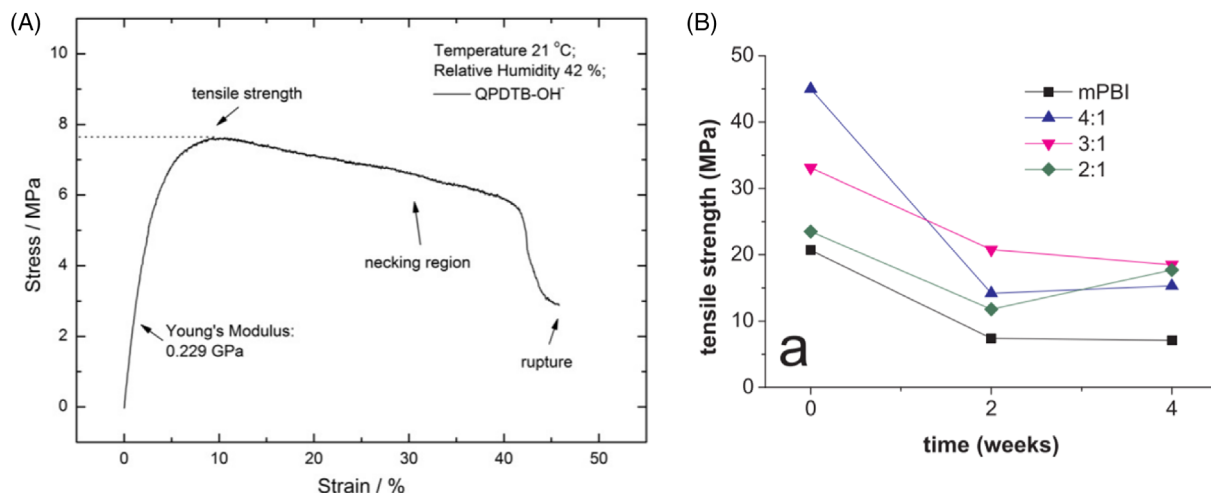 (A)
10
8
6
4
2
0
Stress / MPa
Temperature 21 °C;
Relative Humidity 42 %;
QPDTB-OH⁻
tensile strength
necking region
Young's Modulus:
0.229 GPa
rupture
0 10 20 30 40 50
Strain / %
(B)
50
40
30
20
10
0
tensile strength (MPa)
mPBI
4:1
3:1
2:1
a
0 2 4
time (weeks)